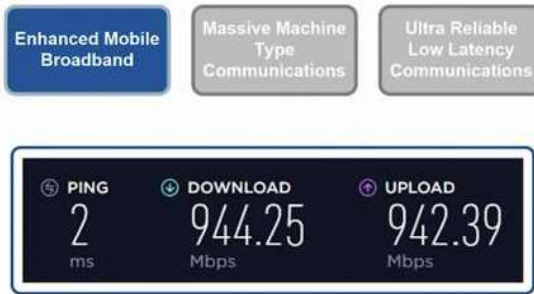 Enhanced Mobile
Broadband
Massive Machine
Type
Communications
Ultra Reliable
Low Latency
Communications
PING
DOWNLOAD
UPLOAD
2
944.25
942.39
ms
Mbps
Mbps